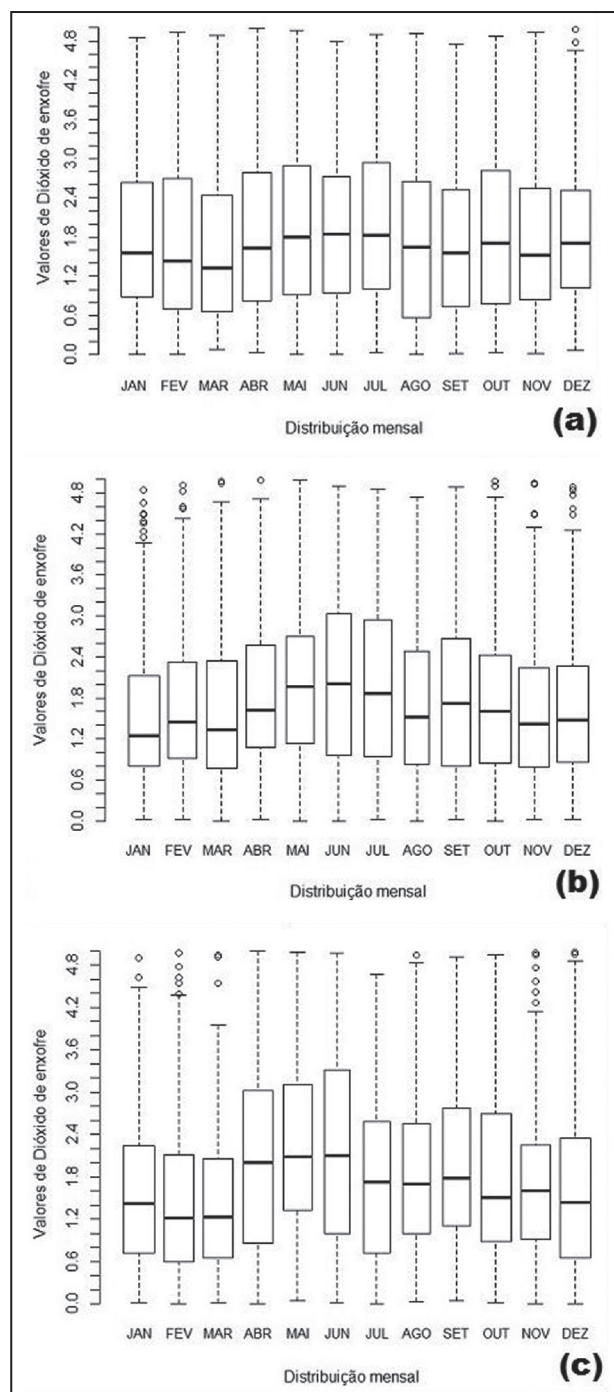 Valores de Dióxido de enxofre
4.8
4.2
3.6
3.0
2.4
1.8
1.2
0.6
0.0
JAN FEV MAR ABR MAI JUN JUL AGO SET OUT NOV DEZ
Distribuição mensal
(a)
Valores de Dióxido de enxofre
4.8
4.2
3.6
3.0
2.4
1.8
1.2
0.6
0.0
JAN FEV MAR ABR MAI JUN JUL AGO SET OUT NOV DEZ
Distribuição mensal
(b)
Valores de Dióxido de enxofre
4.8
4.2
3.6
3.0
2.4
1.8
1.2
0.6
0.0
JAN FEV MAR ABR MAI JUN JUL AGO SET OUT NOV DEZ
Distribuição mensal
(c)